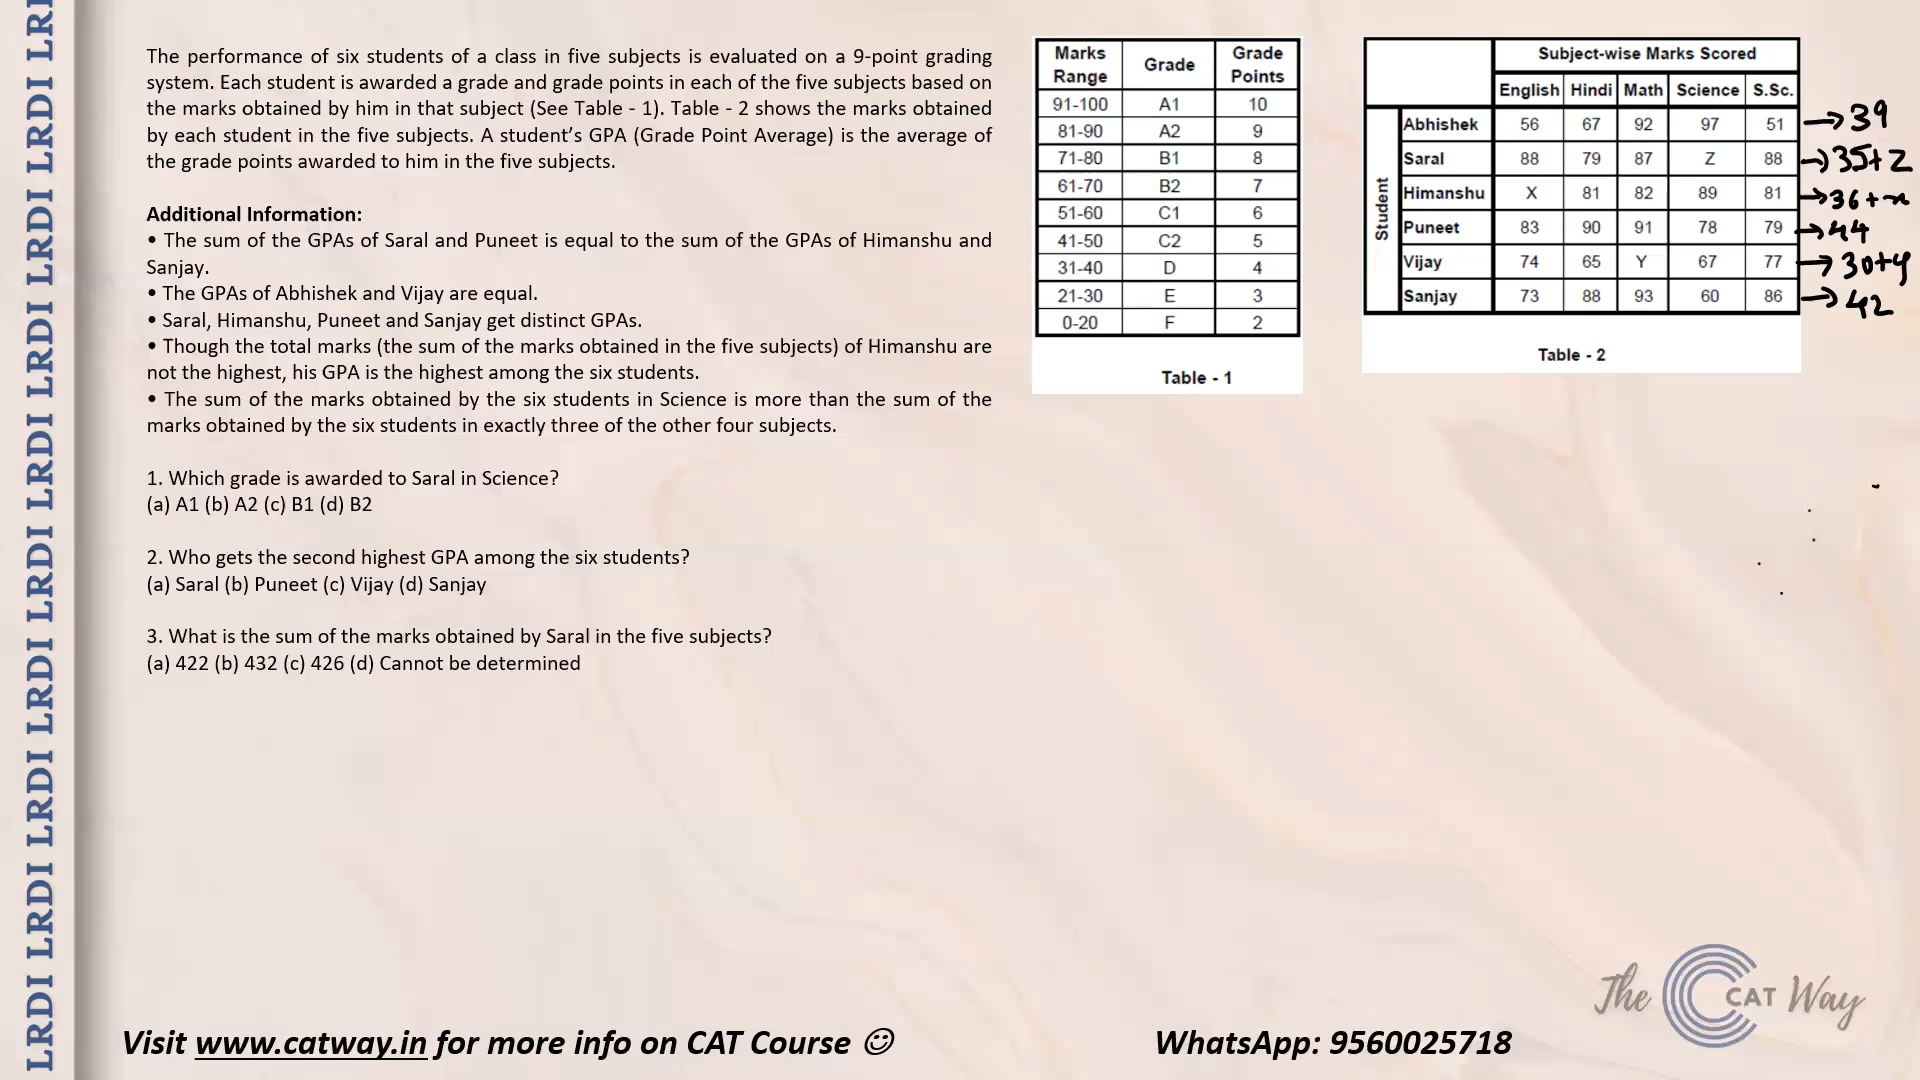 LRDI LRDI LRDI LRDI LRDI LRDI LRDI LRDI LRDI LRI
The performance of six students of a class in five subjects is evaluated on a 9-point grading
system. Each student is awarded a grade and grade points in each of the five subjects based on
the marks obtained by him in that subject (See Table - 1). Table - 2 shows the marks obtained
by each student in the five subjects. A student’s GPA (Grade Point Average) is the average of
the grade points awarded to him in the five subjects.
Additional Information:
• The sum of the GPAs of Saral and Puneet is equal to the sum of the GPAs of Himanshu and
Sanjay.
• The GPAs of Abhishek and Vijay are equal.
• Saral, Himanshu, Puneet and Sanjay get distinct GPAs.
• Though the total marks (the sum of the marks obtained in the five subjects) of Himanshu are
not the highest, his GPA is the highest among the six students.
• The sum of the marks obtained by the six students in Science is more than the sum of the
marks obtained by the six students in exactly three of the other four subjects.
1. Which grade is awarded to Saral in Science?
(a) A1 (b) A2 (c) B1 (d) B2
2. Who gets the second highest GPA among the six students?
(a) Saral (b) Puneet (c) Vijay (d) Sanjay
3. What is the sum of the marks obtained by Saral in the five subjects?
(a) 422 (b) 432 (c) 426 (d) Cannot be determined
Marks Range Grade Grade Points
91-100 A1 10
81-90 A2 9
71-80 B1 8
61-70 B2 7
51-60 C1 6
41-50 C2 5
31-40 D 4
21-30 E 3
0-20 F 2
Table - 1
Subject-wise Marks Scored
English Hindi Math Science S.Sc.
Student
Abhishek 56 67 92 97 51 → 39
Saral 88 79 87 Z 88 → 35+z
Himanshu X 81 82 89 81 → 36+x
Puneet 83 90 91 78 79 → 44
Vijay 74 65 Y 67 77 → 30+y
Sanjay 73 88 93 60 86 → 42
Table - 2
The CAT Way
Visit www.catway.in for more info on CAT Course ☺
WhatsApp: 9560025718